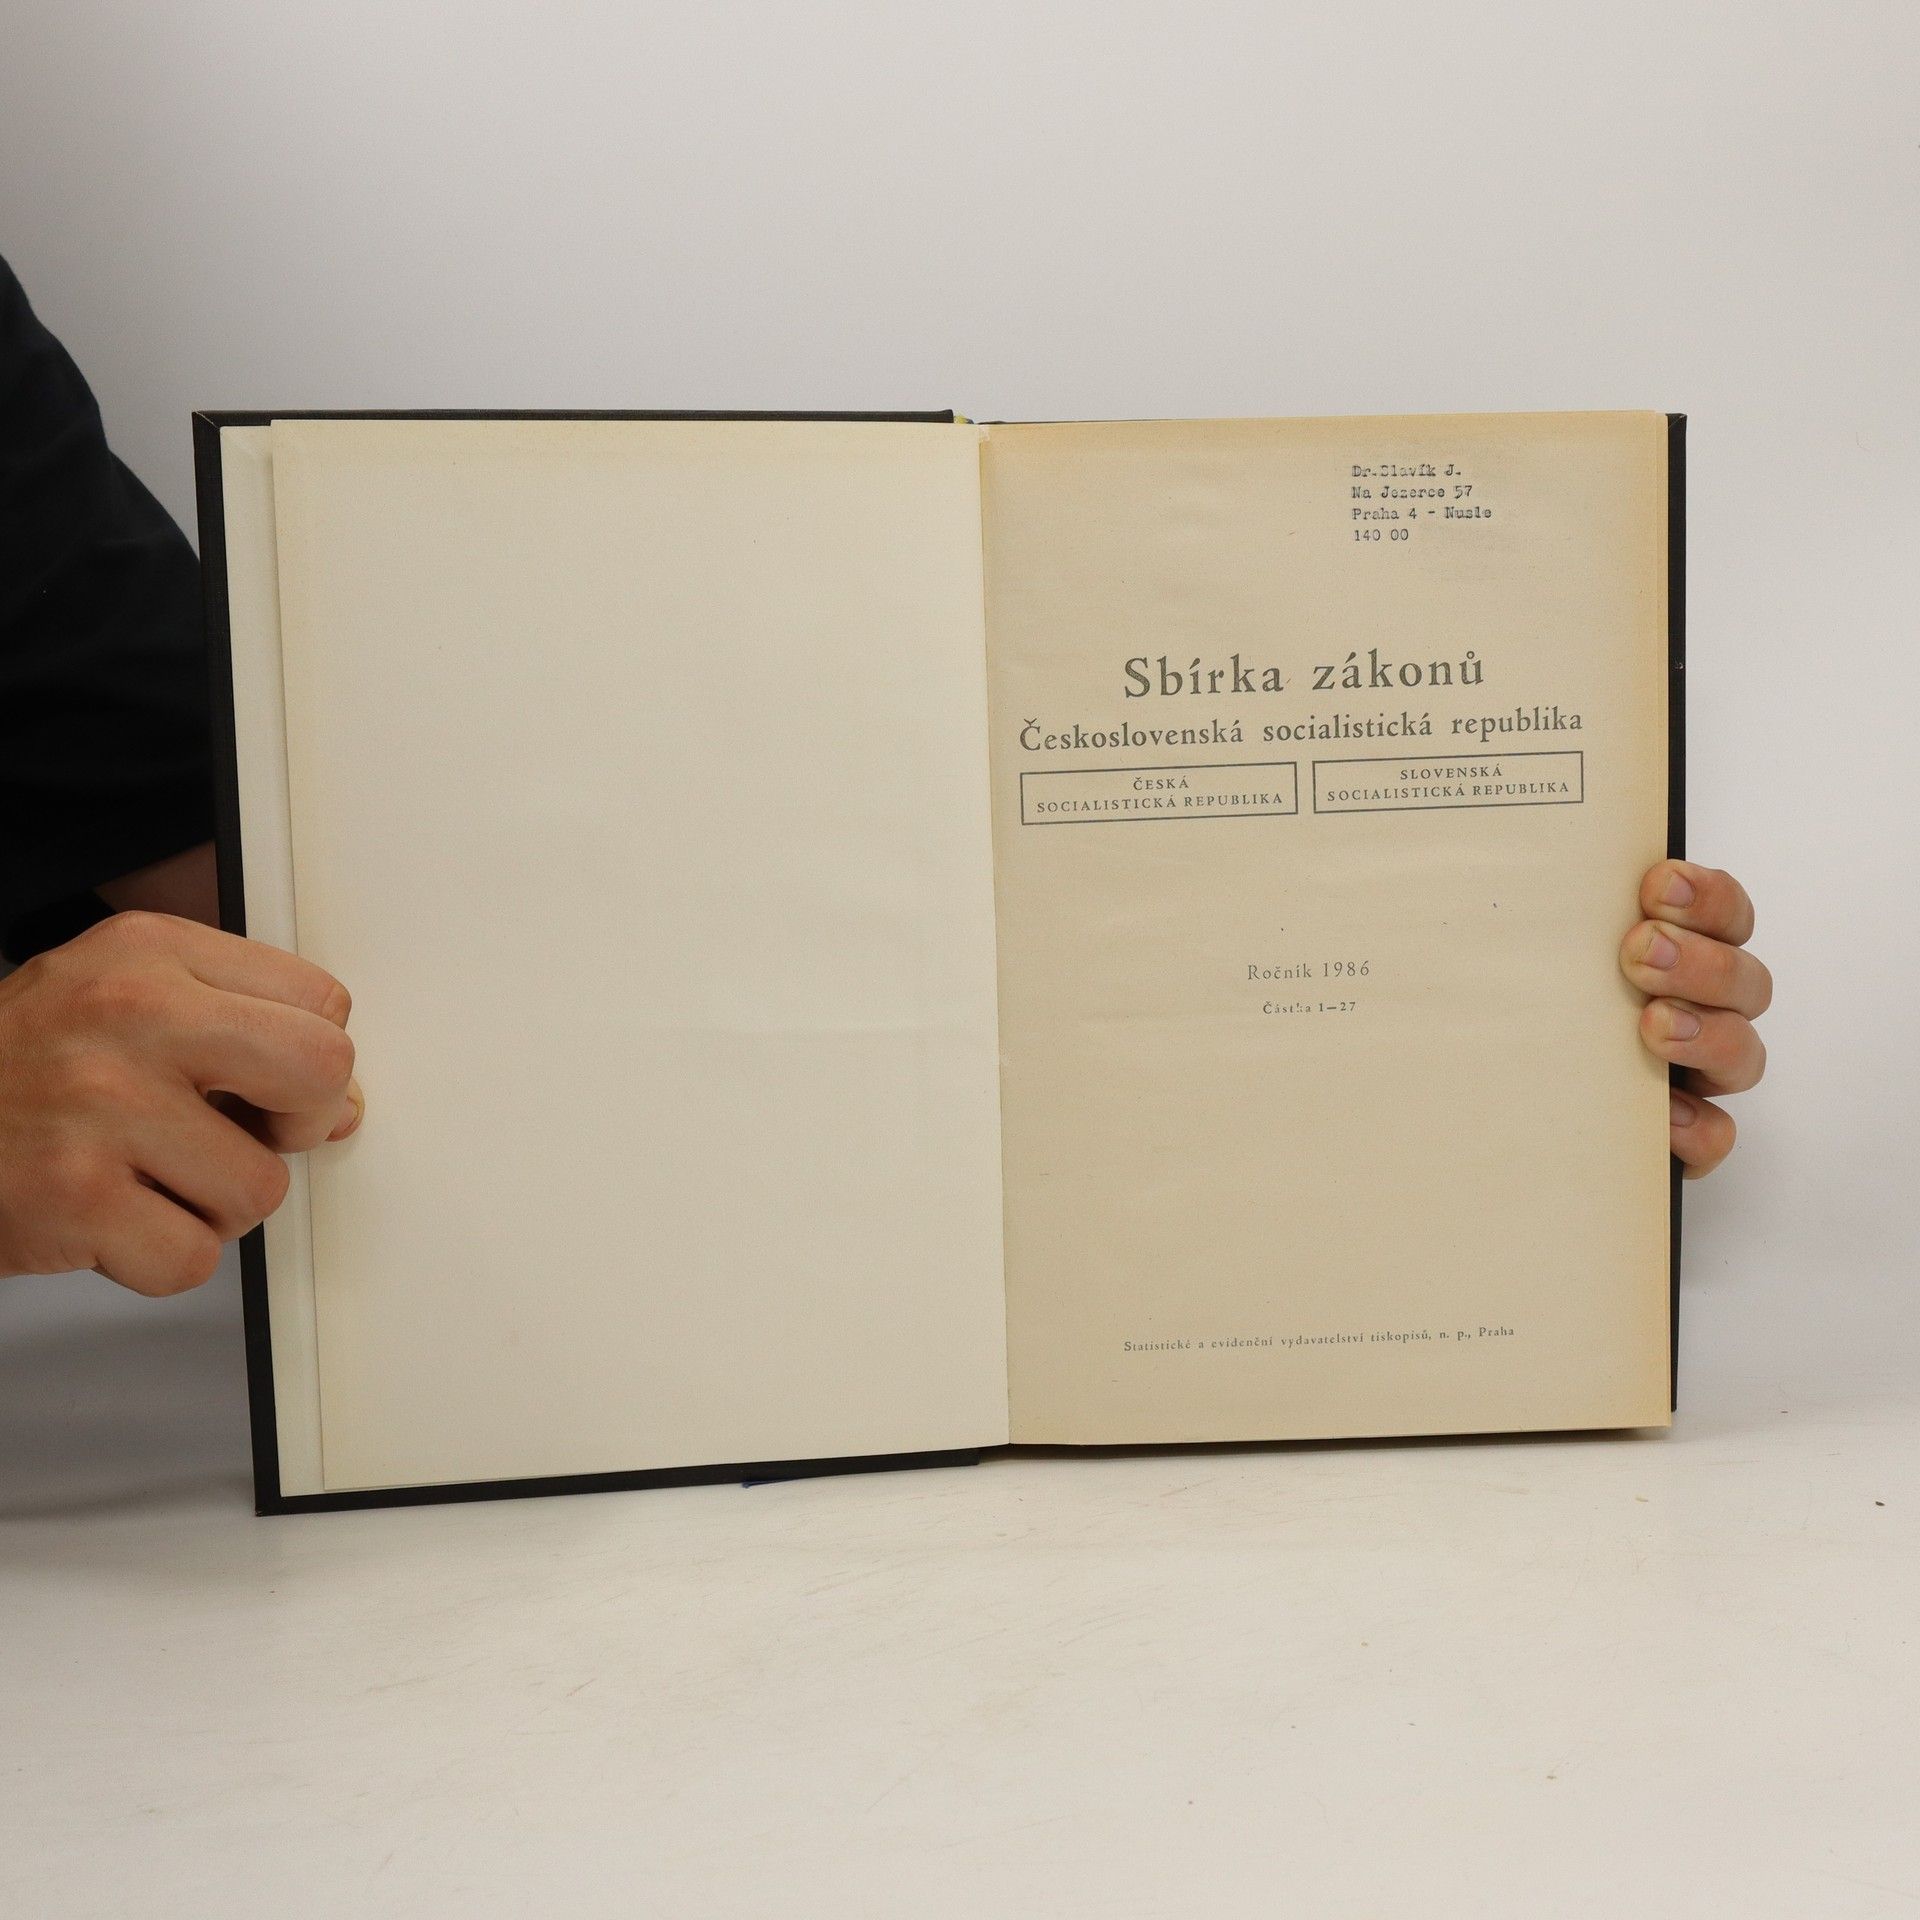 Dr.Slavík J.
Na Jezerce 57
Praha 4 - Nusle
140 00
Sbírka zákonů
Československá socialistická republika
ČESKÁ
SOCIALISTICKÁ REPUBLIKA
SLOVENSKÁ
SOCIALISTICKÁ REPUBLIKA
Ročník 1986
Částka 1—27
Statistické a evidenční vydavatelství tiskopisů, n. p., Praha